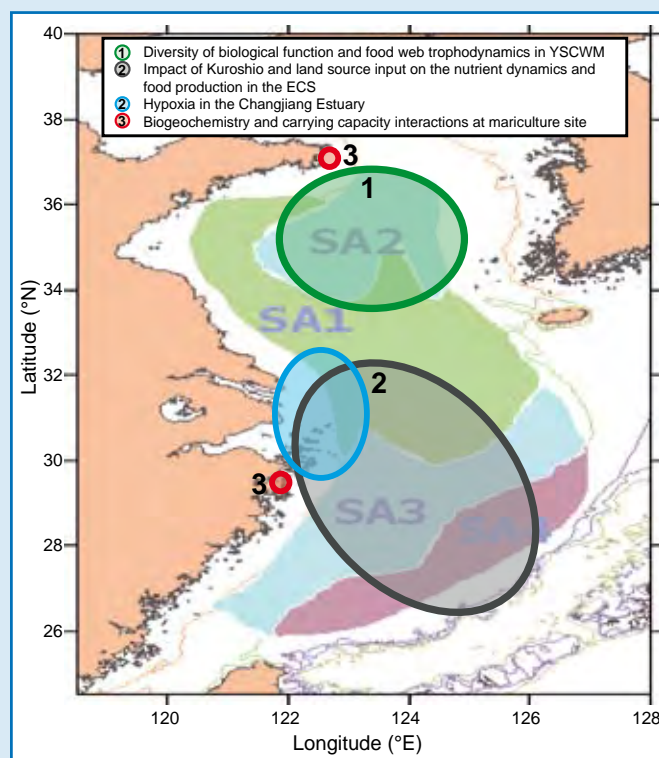 40
1 Diversity of biological function and food web trophodynamics in YSCWM
2 Impact of Kuroshio and land source input on the nutrient dynamics and
food production in the ECS
2 Hypoxia in the Changjiang Estuary
3 Biogeochemistry and carrying capacity interactions at mariculture site
38
3
1
36
SA2
34
SA1
Latitude (°N)
32
2
30
3
SA3
28
26
120
122
124
126
128
Longitude (°E)